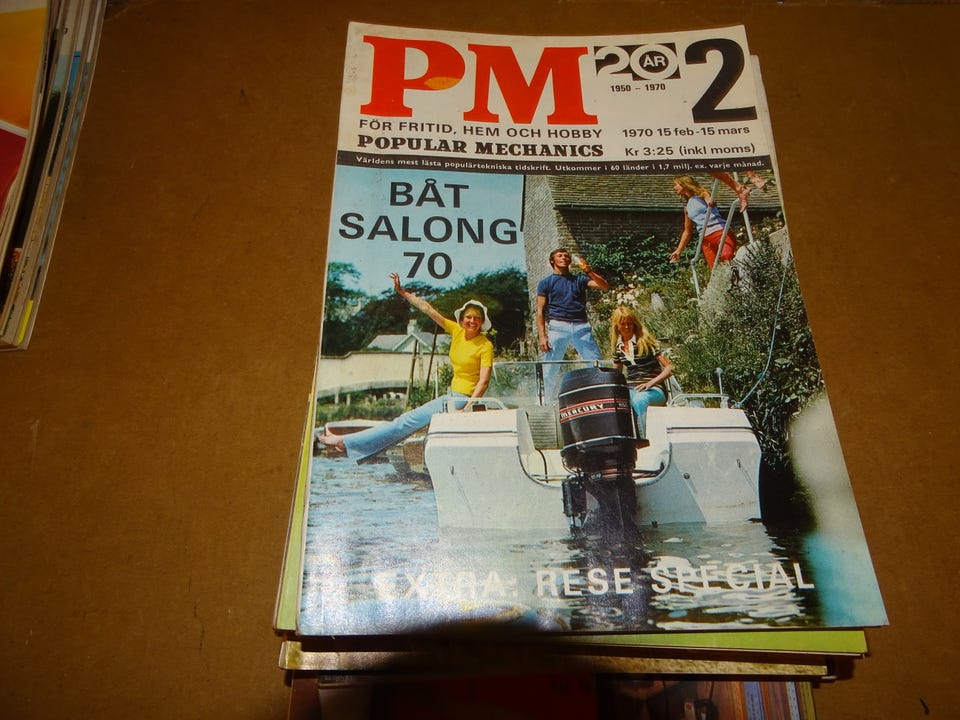 PM 20 ÅR 2
1950 - 1970
FÖR FRITID, HEM OCH HOBBY
1970 15 feb-15 mars
POPULAR MECHANICS
Kr 3:25 (inkl moms)
Världens mest lästa populärtekniska tidskrift. Utkommer i 60 länder i 1,7 milj. ex. varje månad.
BÅT
SALONG
70
MERCURY
EXTRA: RESE SPECIAL